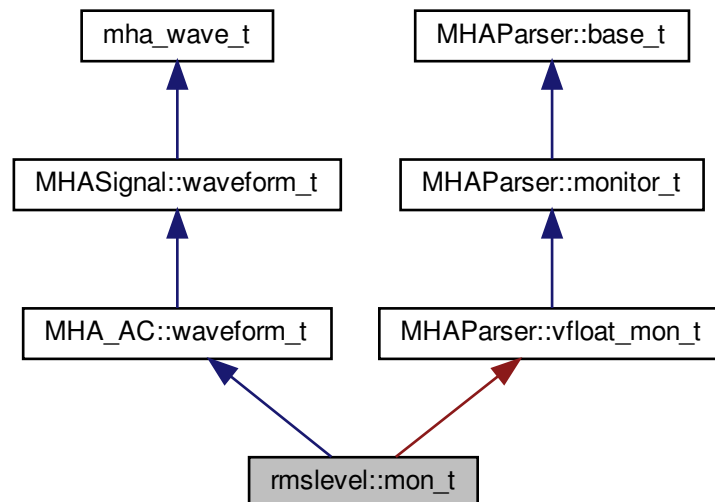 mha_wave_t
MHAParser::base_t
MHASignal::waveform_t
MHAParser::monitor_t
MHA_AC::waveform_t
MHAParser::vfloat_mon_t
rmslevel::mon_t